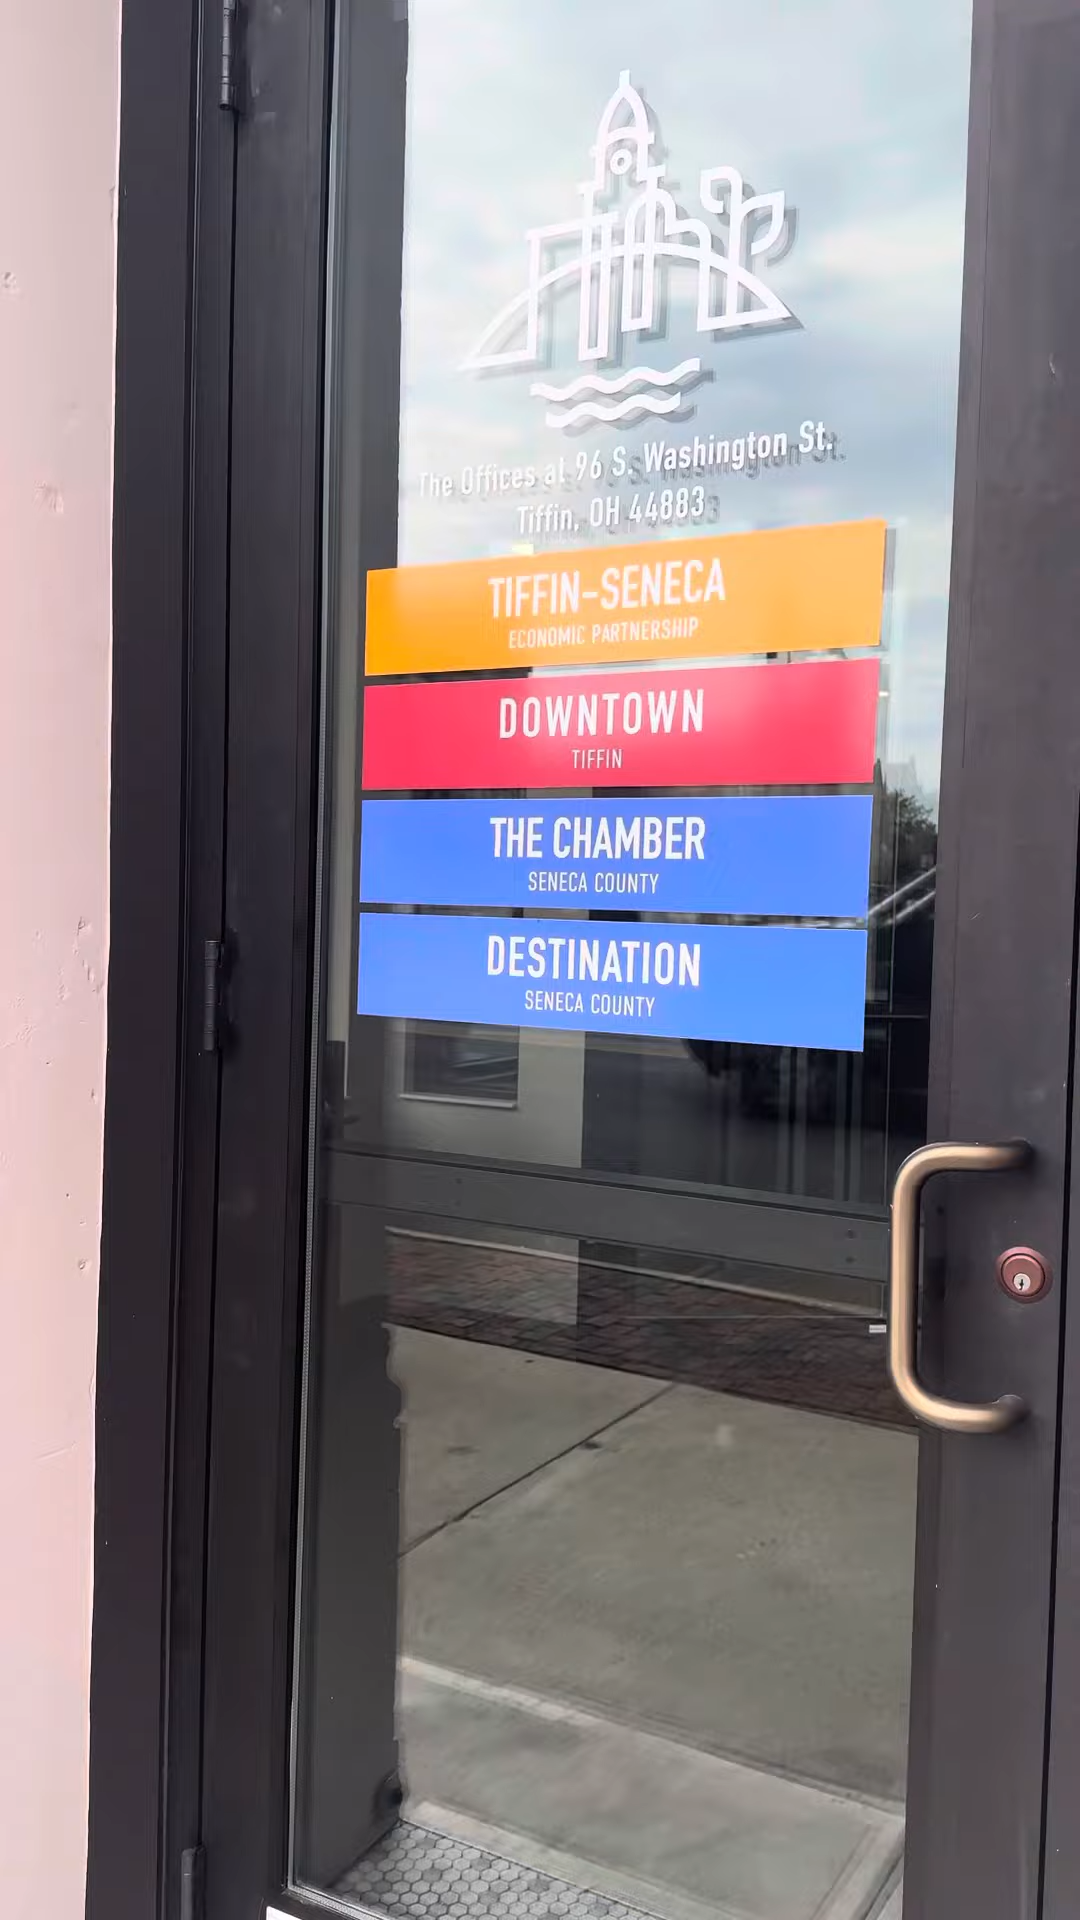 The Offices at 96 S. Washington St.
Tiffin, OH 44883
TIFFIN-SENECA
ECONOMIC PARTNERSHIP
DOWNTOWN
TIFFIN
THE CHAMBER
SENECA COUNTY
DESTINATION
SENECA COUNTY